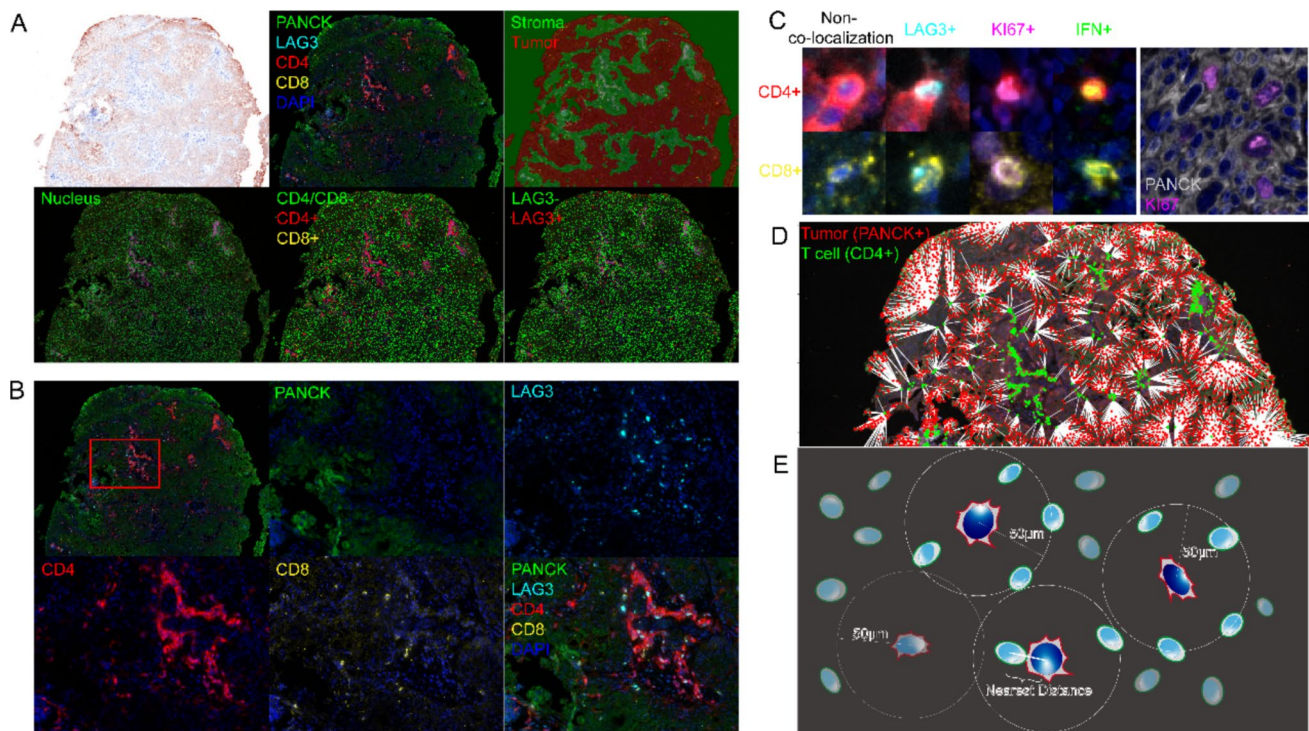 A
PANCK
LAG3
CD4
CD8
DAPI
Stroma
Tumor
Nucleus
CD4/CD8-
CD4+
CD8+
LAG3-
LAG3+
B
PANCK
LAG3
CD4
CD8
PANCK
LAG3
CD4
CD8
DAPI
C
Non-
co-localization
LAG3+
KI67+
IFN+
CD4+
CD8+
PANCK
KI67
D
Tumor (PANCK+)
T cell (CD4+)
E
50μm
50μm
50μm
Nearest Distance